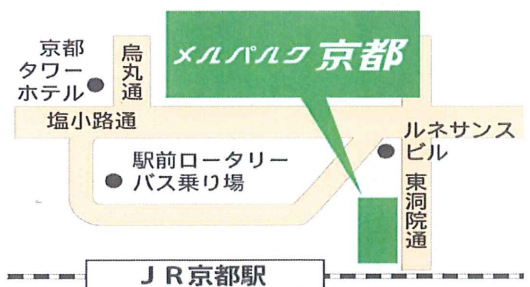 メルパルク 京都
京都
タワー
ホテル
烏丸通
塩小路通
ルネサンス
ビル
駅前ロータリー
バス乗り場
東洞院通
JR京都駅